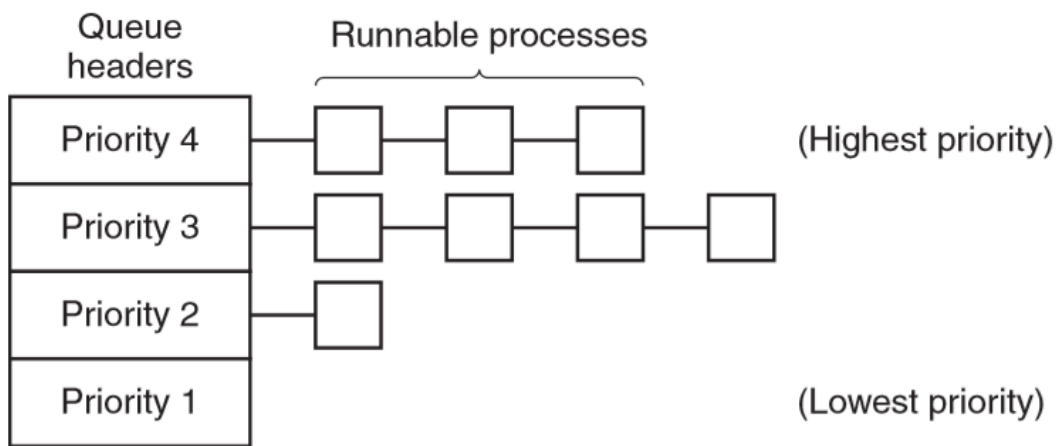 Queue
headers
Runnable processes
Priority 4
(Highest priority)
Priority 3
Priority 2
Priority 1
(Lowest priority)